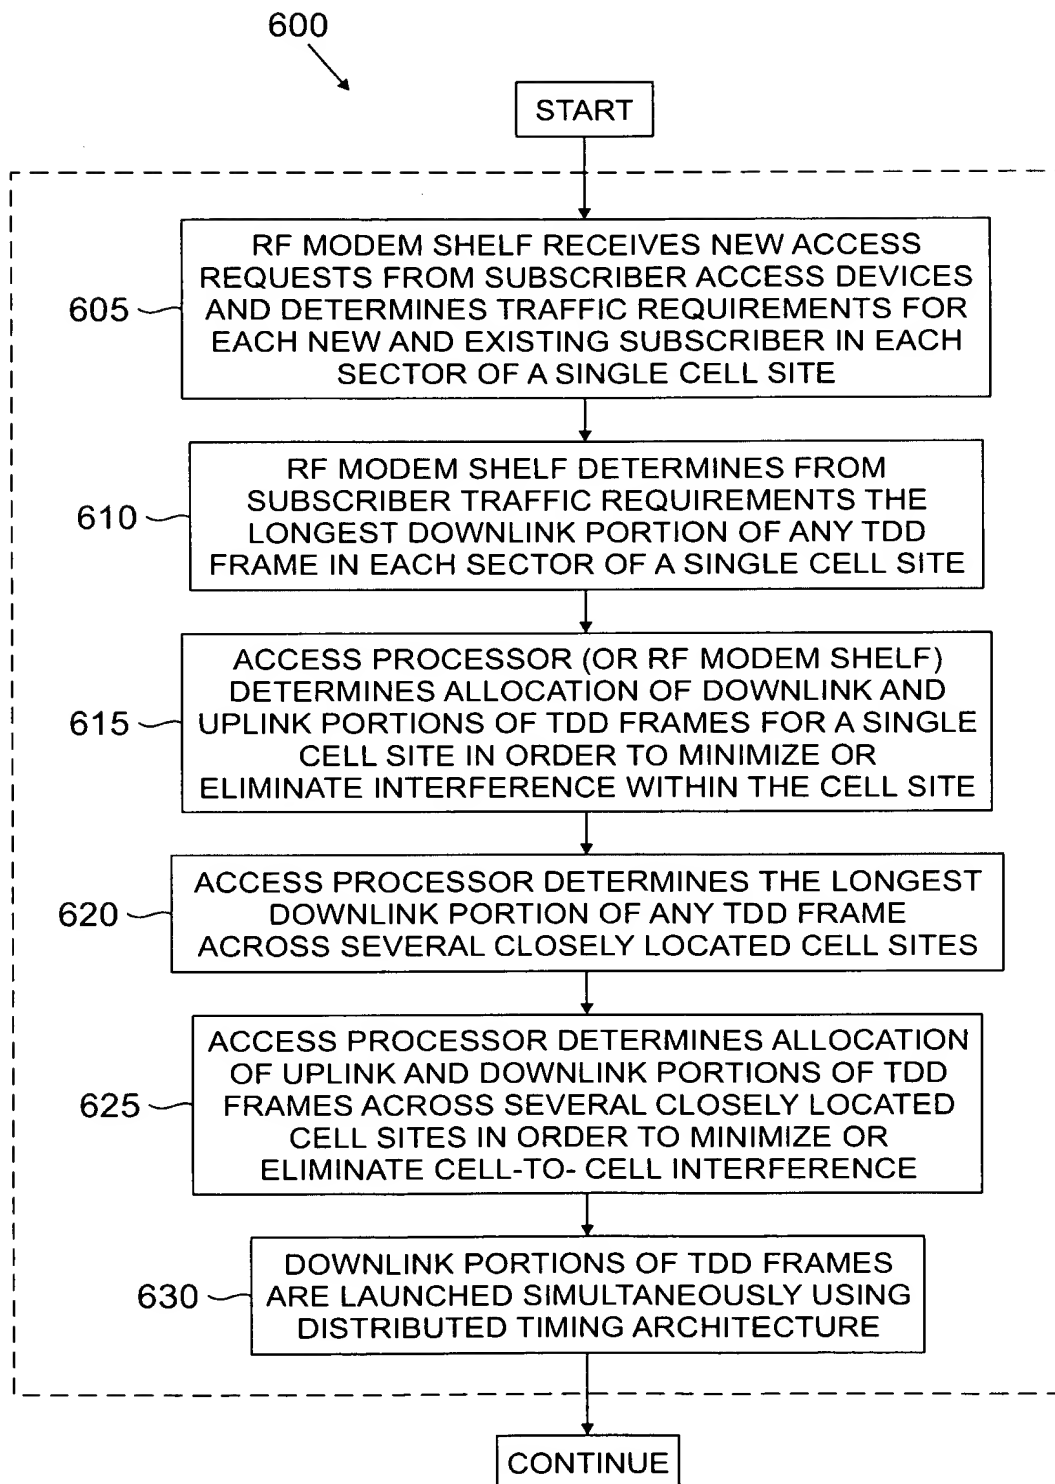 600
START
605
RF MODEM SHELF RECEIVES NEW ACCESS
REQUESTS FROM SUBSCRIBER ACCESS DEVICES
AND DETERMINES TRAFFIC REQUIREMENTS FOR
EACH NEW AND EXISTING SUBSCRIBER IN EACH
SECTOR OF A SINGLE CELL SITE
610
RF MODEM SHELF DETERMINES FROM
SUBSCRIBER TRAFFIC REQUIREMENTS THE
LONGEST DOWNLINK PORTION OF ANY TDD
FRAME IN EACH SECTOR OF A SINGLE CELL SITE
615
ACCESS PROCESSOR (OR RF MODEM SHELF)
DETERMINES ALLOCATION OF DOWNLINK AND
UPLINK PORTIONS OF TDD FRAMES FOR A SINGLE
CELL SITE IN ORDER TO MINIMIZE OR
ELIMINATE INTERFERENCE WITHIN THE CELL SITE
620
ACCESS PROCESSOR DETERMINES THE LONGEST
DOWNLINK PORTION OF ANY TDD FRAME
ACROSS SEVERAL CLOSELY LOCATED CELL SITES
625
ACCESS PROCESSOR DETERMINES ALLOCATION
OF UPLINK AND DOWNLINK PORTIONS OF TDD
FRAMES ACROSS SEVERAL CLOSELY LOCATED
CELL SITES IN ORDER TO MINIMIZE OR
ELIMINATE CELL-TO- CELL INTERFERENCE
630
DOWNLINK PORTIONS OF TDD FRAMES
ARE LAUNCHED SIMULTANEOUSLY USING
DISTRIBUTED TIMING ARCHITECTURE
CONTINUE